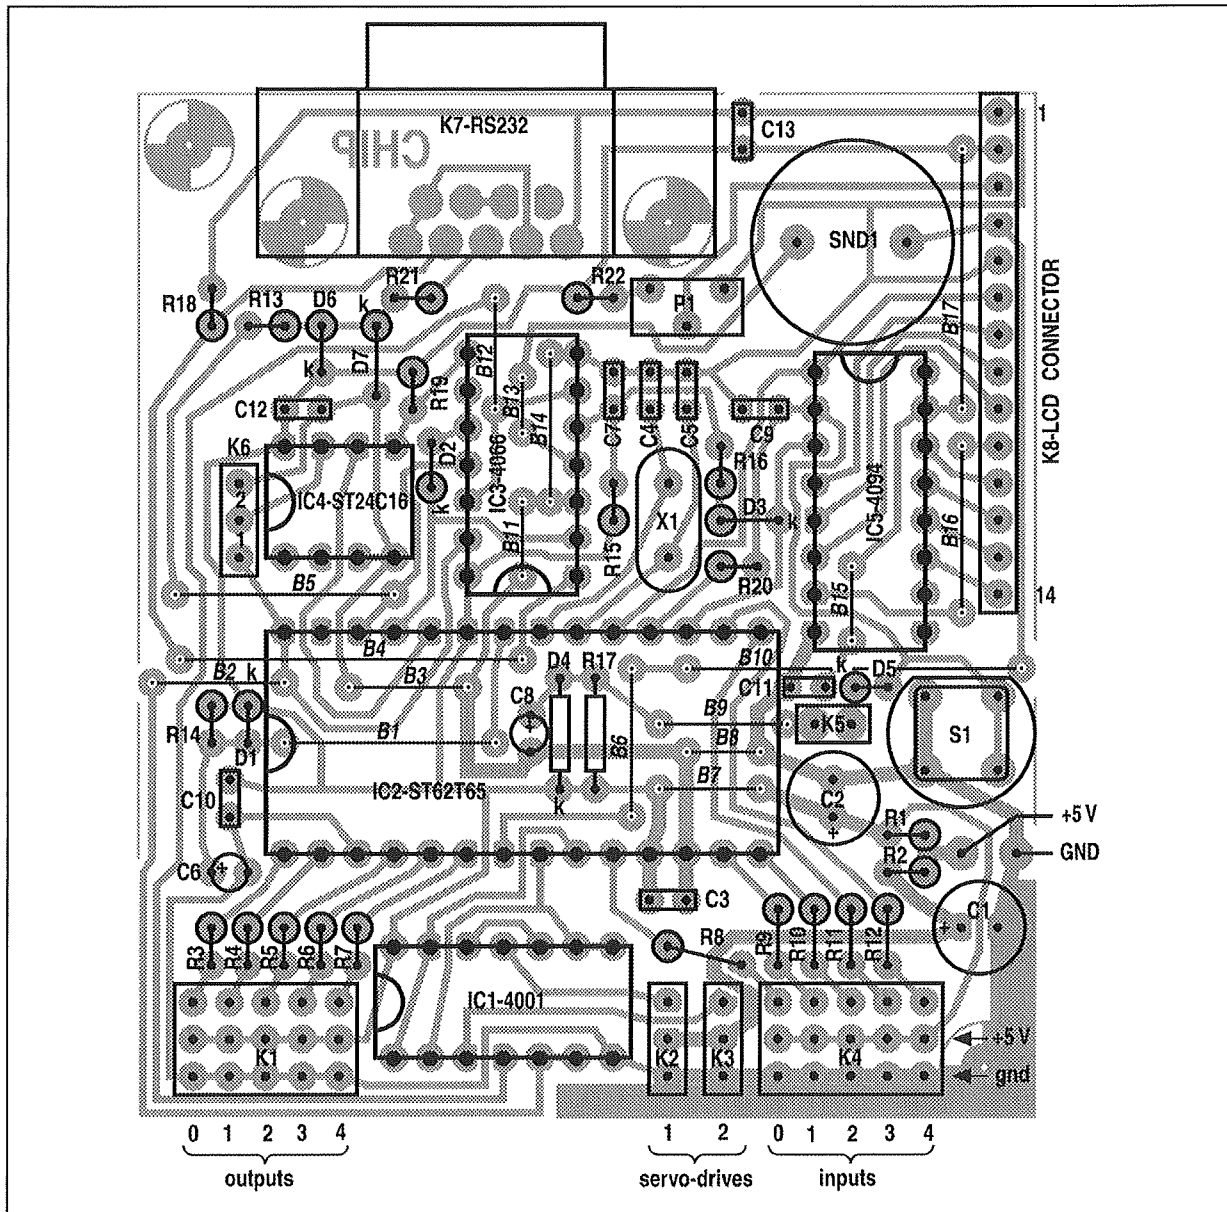 K7-RS232
CHIP
C13
1
SND1
R18
R13
D6
k
R21
R22
P1
k
D7
R19
B12
B13
B14
B17
K8-LCD CONNECTOR
C12
C7
C4
C5
C9
K6
2
1
IC4-ST24C16
D2
k
IC3-4066
R16
D3
k
IC5-4094
X1
R15
B11
B16
R20
B15
B5
14
B4
B2
k
B3
C8
D4
R17
B10
k
D5
C11
B9
K5
S1
R14
D1
B1
B6
B8
B7
C10
IC2-ST62T65
k
C2
+
R1
+5 V
R2
GND
C6
+
C3
C1
+
R3
R4
R5
R6
R7
R8
R9
R10
R11
R12
IC1-4001
K1
K2
K3
K4
+5 V
gnd
0 1 2 3 4
1 2
0 1 2 3 4
outputs
servo-drives
inputs